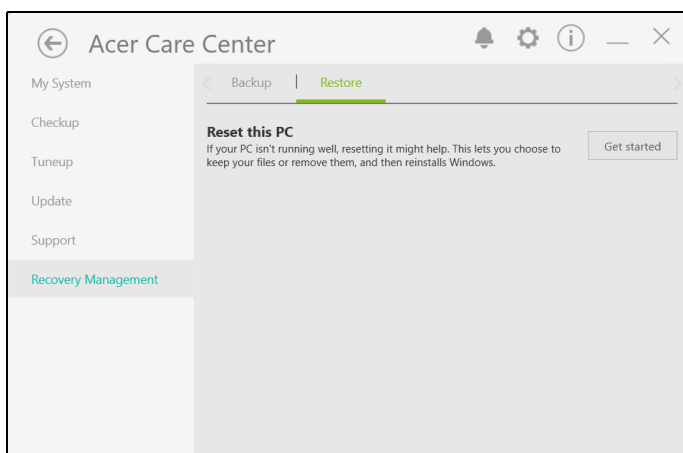 Acer Care Center
My System
Backup
Restore
Checkup
Reset this PC
If your PC isn't running well, resetting it might help. This lets you choose to
keep your files or remove them, and then reinstalls Windows.
Get started
Tuneup
Update
Support
Recovery Management